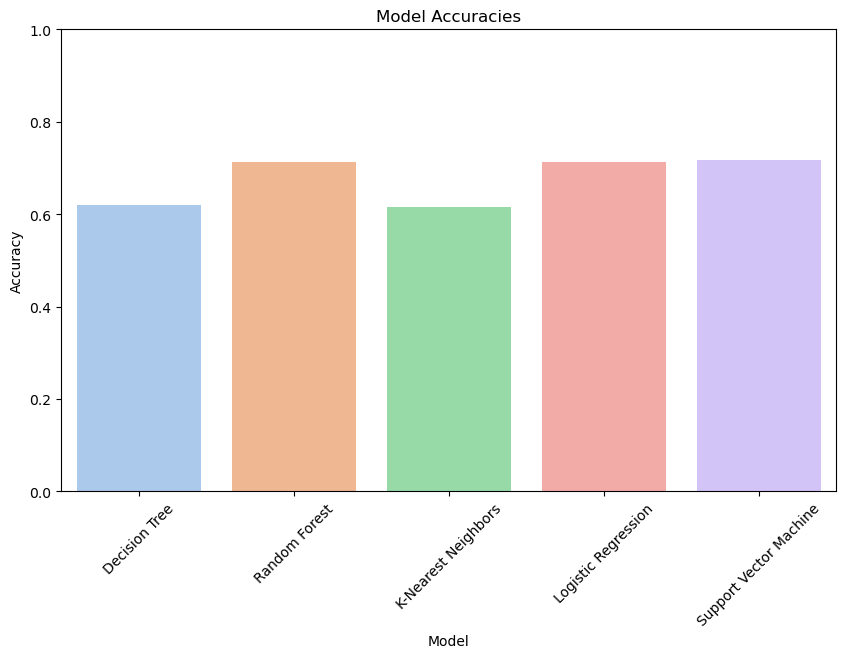 Model Accuracies
Accuracy
1.0
0.8
0.6
0.4
0.2
0.0
Decision Tree
Random Forest
K-Nearest Neighbors
Logistic Regression
Support Vector Machine
Model